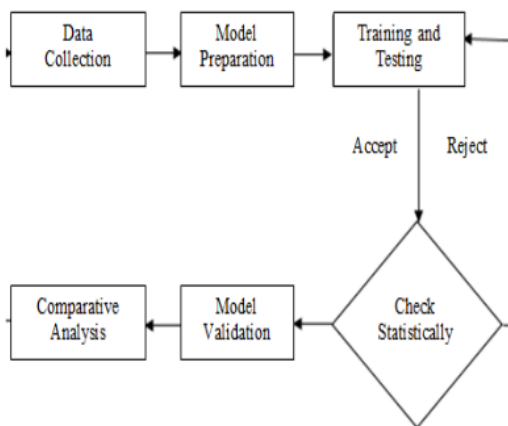 Data
Collection
Model
Preparation
Training and
Testing
Accept
Reject
Comparative
Analysis
Model
Validation
Check
Statistically